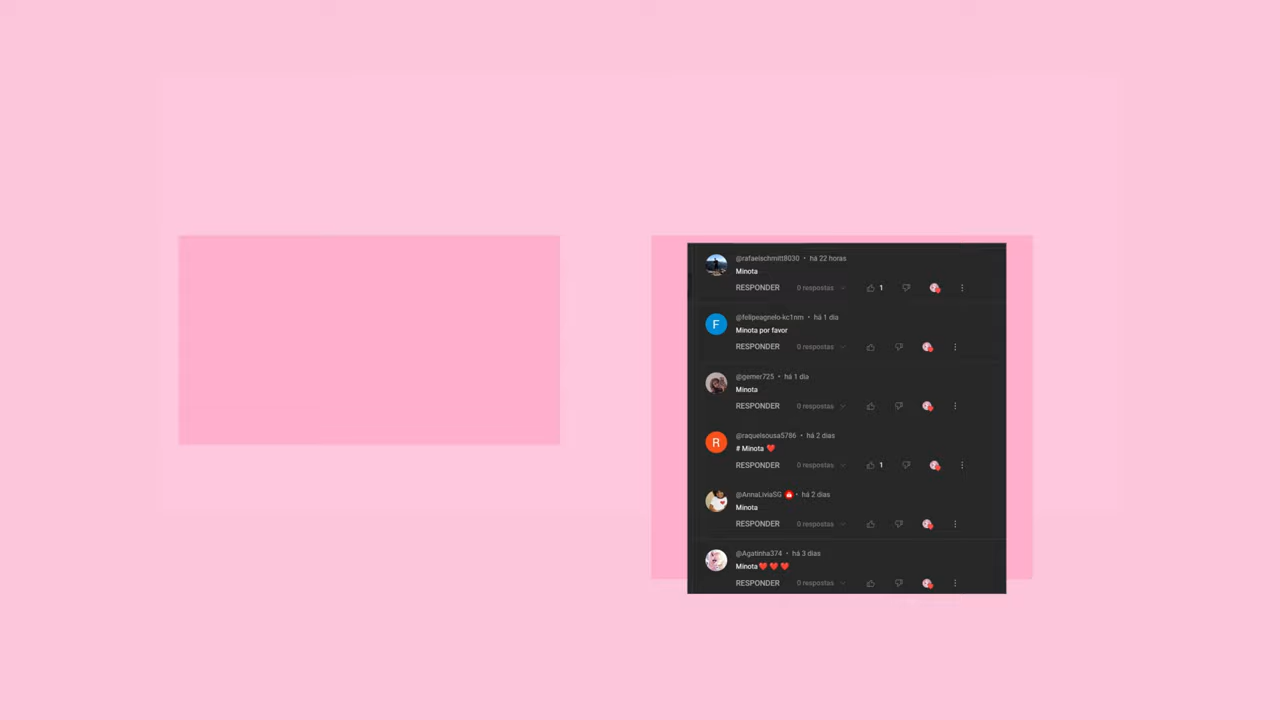 @rafaelschmitt8030 • há 22 horas
Minota
RESPONDER 0 respostas 1
@felipeagnelo-kc1nm • há 1 dia
Minota por favor
RESPONDER 0 respostas
@gemer725 • há 1 dia
Minota
RESPONDER 0 respostas
R
@raquelsousa5786 • há 2 dias
# Minota ❤️
RESPONDER 0 respostas 1
@AnnaLiviaSG • há 2 dias
Minota
RESPONDER 0 respostas
@Agatinha374 • há 3 dias
Minota❤️ ❤️ ❤️
RESPONDER 0 respostas